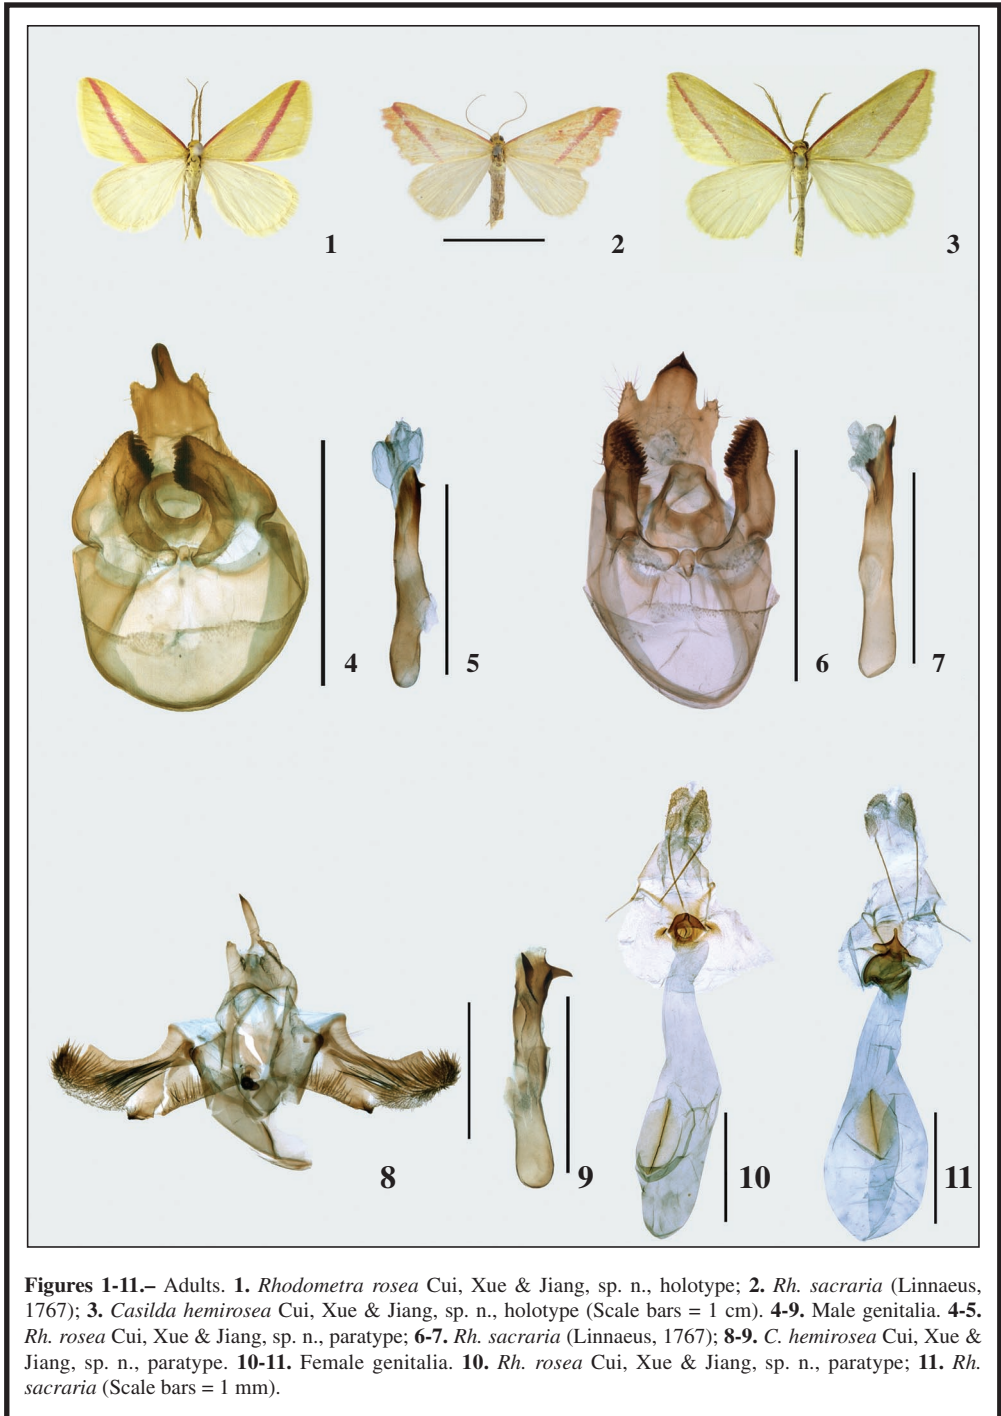 1
2
3
4
5
6
7
8
9
10
11
Figures 1-11.– Adults. 1. Rhodometra rosea Cui, Xue & Jiang, sp. n., holotype; 2. Rh. sacraria (Linnaeus,
1767); 3. Casilda hemirosea Cui, Xue & Jiang, sp. n., holotype (Scale bars = 1 cm). 4-9. Male genitalia. 4-5.
Rh. rosea Cui, Xue & Jiang, sp. n., paratype; 6-7. Rh. sacraria (Linnaeus, 1767); 8-9. C. hemirosea Cui, Xue &
Jiang, sp. n., paratype. 10-11. Female genitalia. 10. Rh. rosea Cui, Xue & Jiang, sp. n., paratype; 11. Rh.
sacraria (Scale bars = 1 mm).